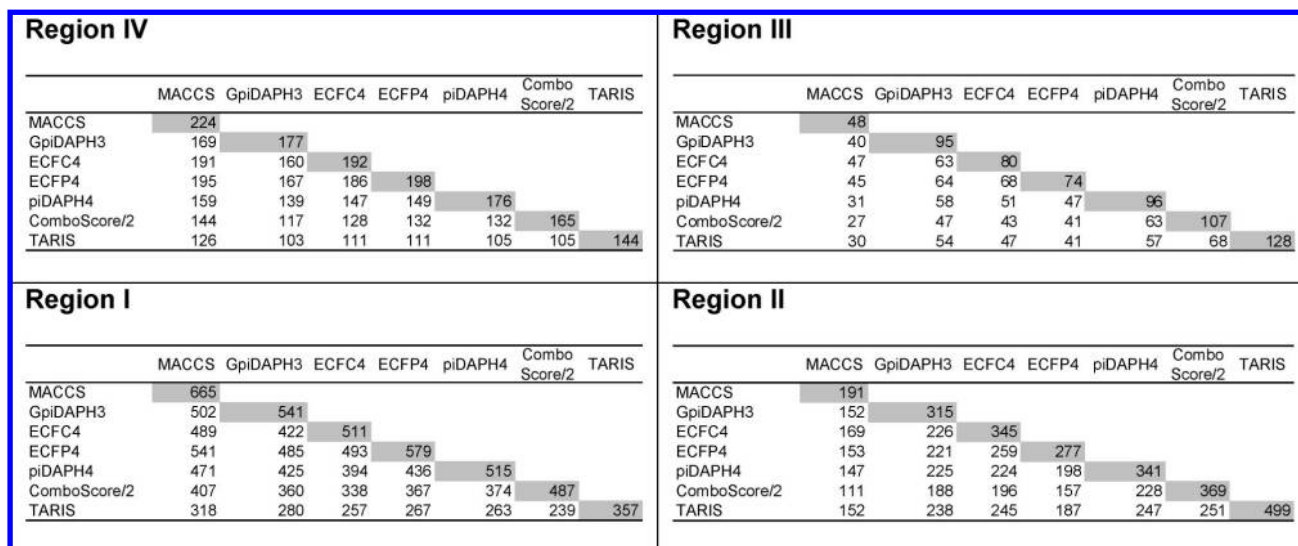 Region IV
MACCS GpiDAPH3 ECFC4 ECFP4 piDAPH4 Combo Score/2 TARIS
MACCS 224
GpiDAPH3 169 177
ECFC4 191 160 192
ECFP4 195 167 186 198
piDAPH4 159 139 147 149 176
ComboScore/2 144 117 128 132 132 165
TARIS 126 103 111 111 105 105 144
Region III
MACCS GpiDAPH3 ECFC4 ECFP4 piDAPH4 Combo Score/2 TARIS
MACCS 48
GpiDAPH3 40 95
ECFC4 47 63 80
ECFP4 45 64 68 74
piDAPH4 31 58 51 47 96
ComboScore/2 27 47 43 41 63 107
TARIS 30 54 47 41 57 68 128
Region I
MACCS GpiDAPH3 ECFC4 ECFP4 piDAPH4 Combo Score/2 TARIS
MACCS 665
GpiDAPH3 502 541
ECFC4 489 422 511
ECFP4 541 485 493 579
piDAPH4 471 425 394 436 515
ComboScore/2 407 360 338 367 374 487
TARIS 318 280 257 267 263 239 357
Region II
MACCS GpiDAPH3 ECFC4 ECFP4 piDAPH4 Combo Score/2 TARIS
MACCS 191
GpiDAPH3 152 315
ECFC4 169 226 345
ECFP4 153 221 259 277
piDAPH4 147 225 224 198 341
ComboScore/2 111 188 196 157 228 369
TARIS 152 238 245 187 247 251 499